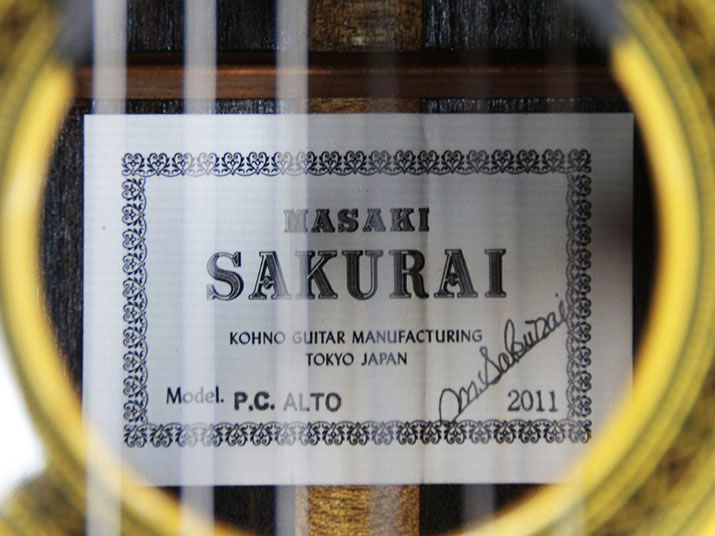 MASAKI
SAKURAI
KOHNO GUITAR MANUFACTURING
TOKYO JAPAN
Model. P.C. ALTO 2011
M. Sakurai